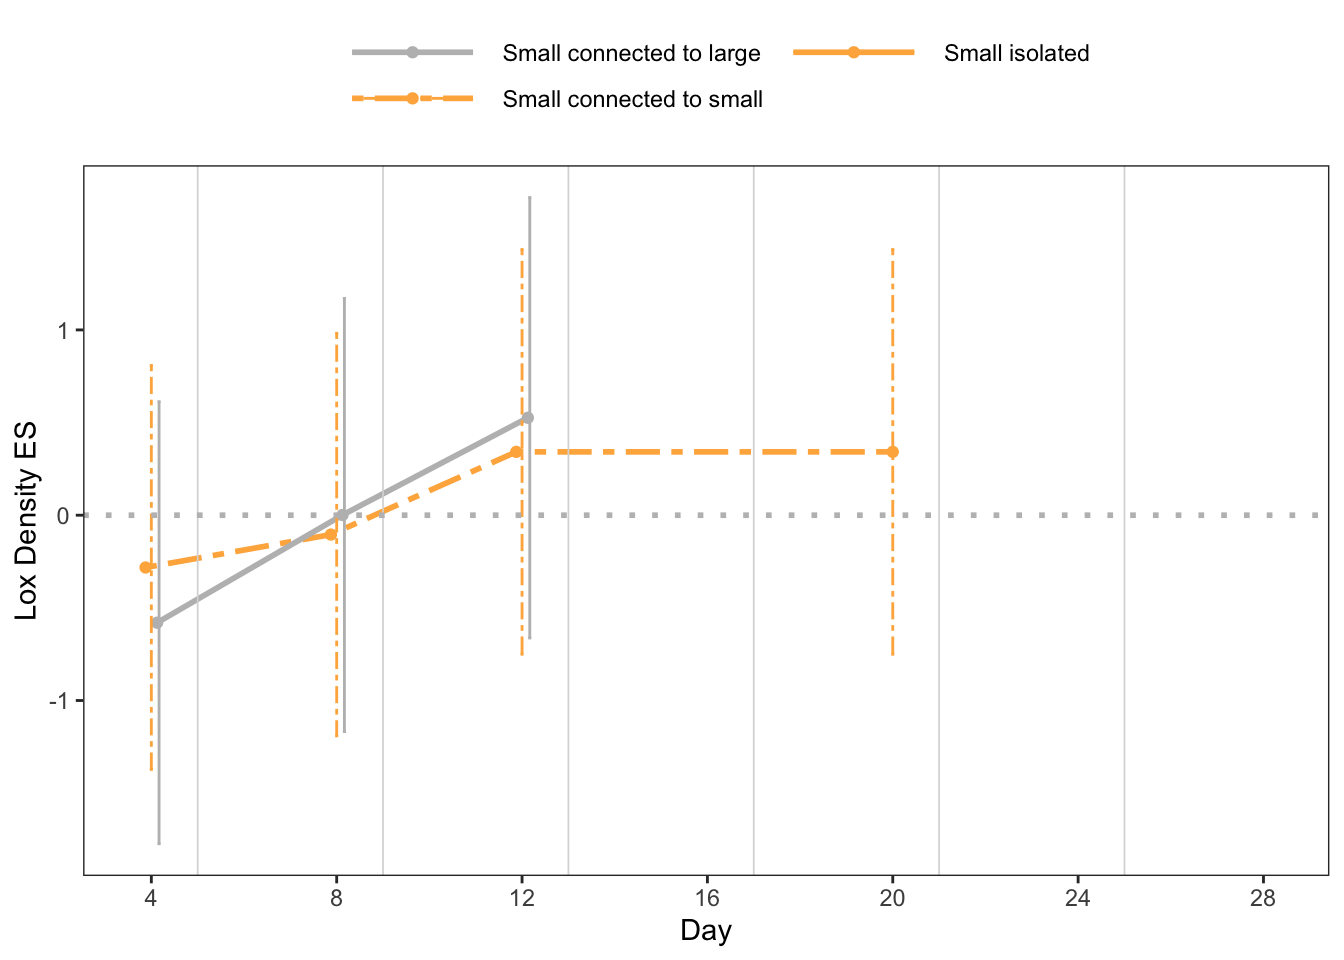 Small connected to large Small isolated
Small connected to small
1
0
-1
Lox Density ES
4 8 12 16 20 24 28
Day